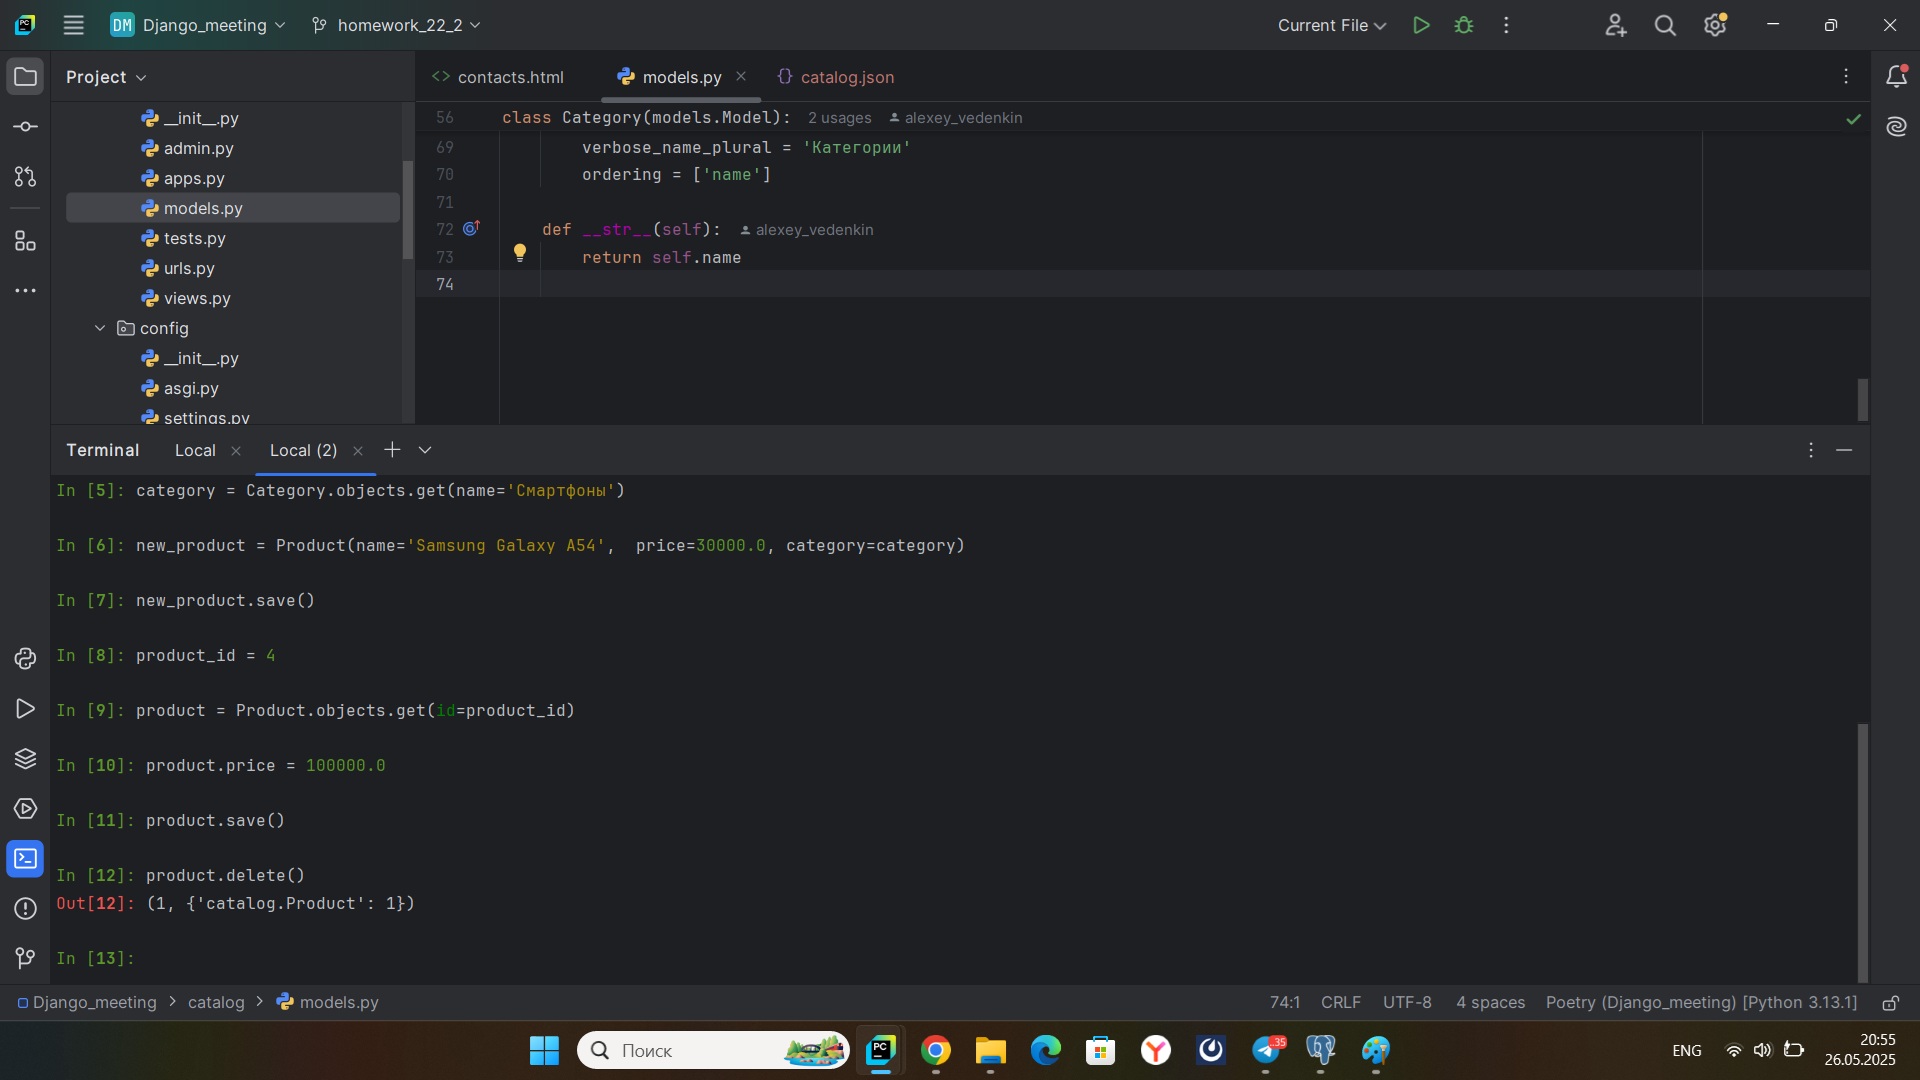 DM Django_meeting homework_22_2 Current File
Project
contacts.html models.py catalog.json
__init__.py
admin.py
apps.py
models.py
tests.py
urls.py
views.py
config
__init__.py
asgi.py
settings.py
56 class Category(models.Model): 2 usages alexey_vedenkin
69 verbose_name_plural = 'Категории'
70 ordering = ['name']
71
72 def __str__(self): alexey_vedenkin
73 return self.name
74
Terminal Local Local (2)
In [5]: category = Category.objects.get(name='Смартфоны')
In [6]: new_product = Product(name='Samsung Galaxy A54',  price=30000.0, category=category)
In [7]: new_product.save()
In [8]: product_id = 4
In [9]: product = Product.objects.get(id=product_id)
In [10]: product.price = 100000.0
In [11]: product.save()
In [12]: product.delete()
Out[12]: (1, {'catalog.Product': 1})
In [13]:
Django_meeting > catalog > models.py 74:1 CRLF UTF-8 4 spaces Poetry (Django_meeting) [Python 3.13.1]
Поиск PC 35 ENG 20:55
26.05.2025